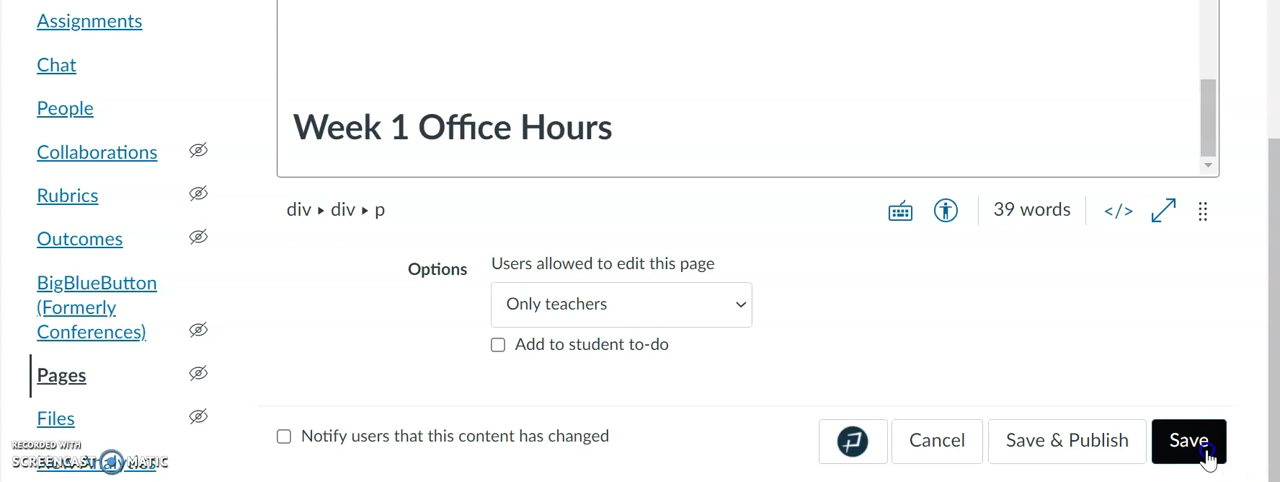 Assignments
Chat
People
Collaborations
Rubrics
Outcomes
BigBlueButton
(Formerly
Conferences)
Pages
Files
Week 1 Office Hours
div ▸ div ▸ p
39 words
</>
Options
Users allowed to edit this page
Only teachers
Add to student to-do
Notify users that this content has changed
Cancel
Save & Publish
Save
RECORDED WITH
SCREENCAST MATIC